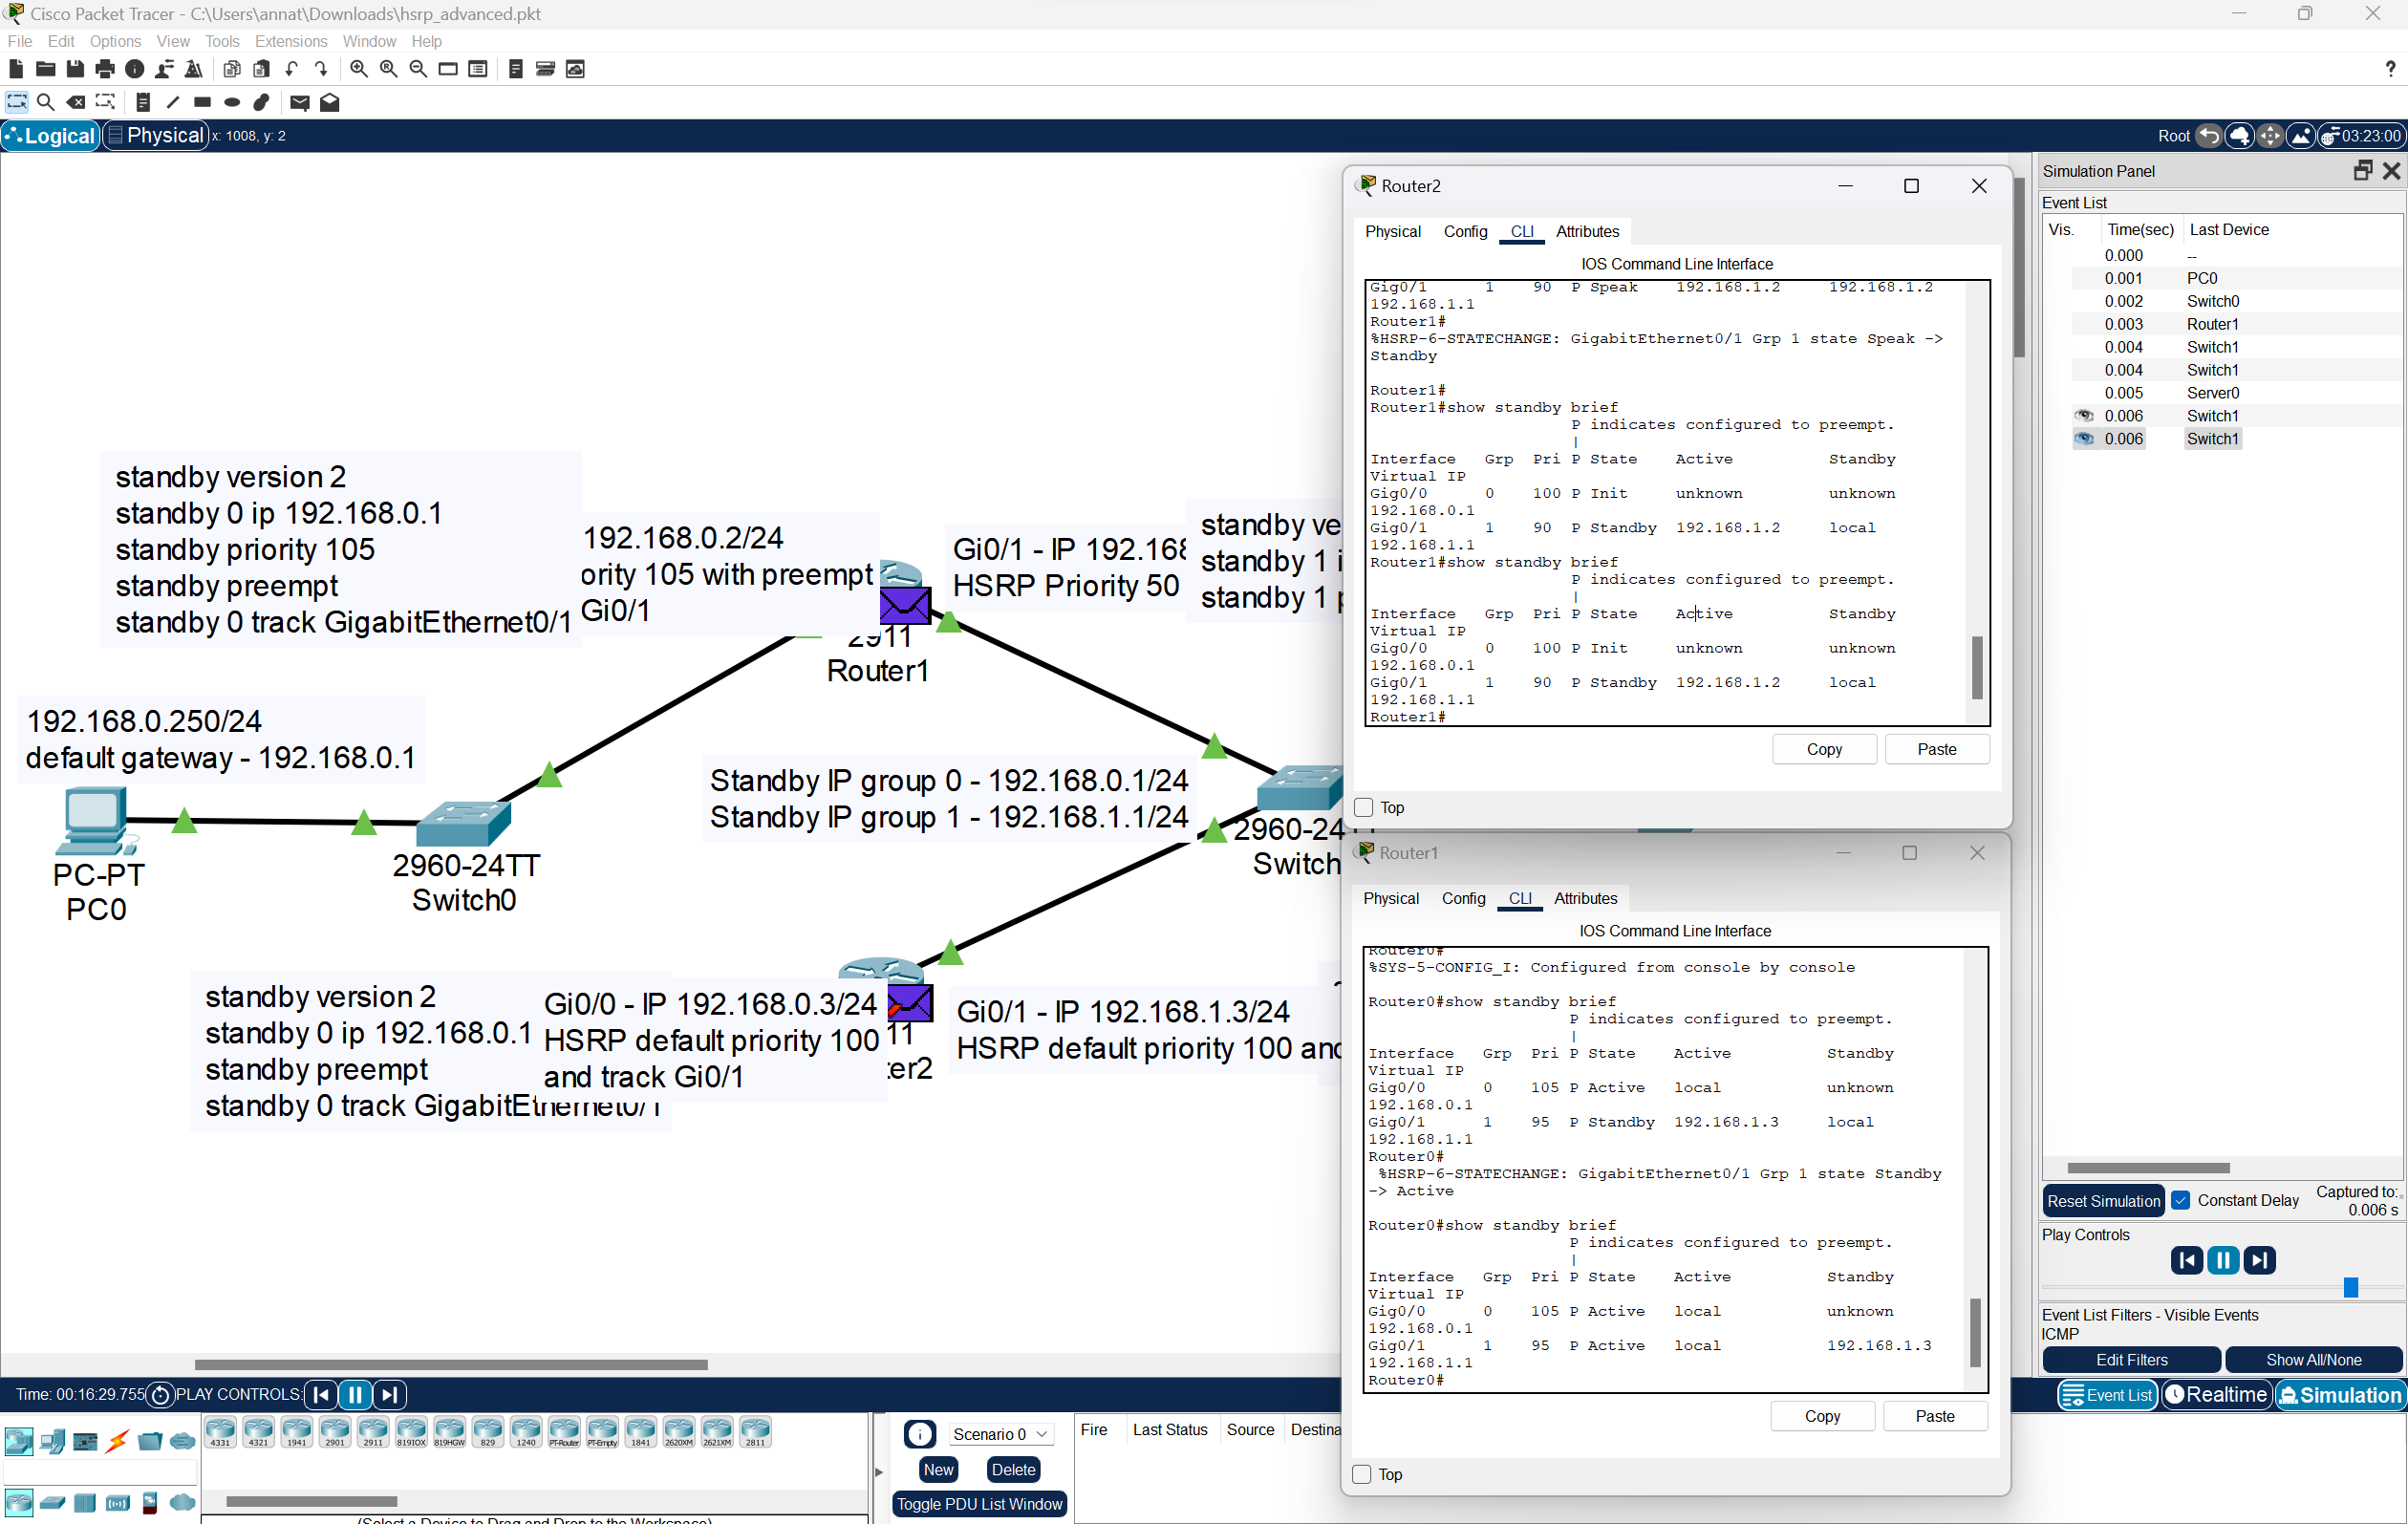 Cisco Packet Tracer - C:\Users\annat\Downloads\hsrp_advanced.pkt
File Edit Options View Tools Extensions Window Help
Logical Physical x: 1008, y: 2
Root 03:23:00
standby version 2
standby 0 ip 192.168.0.1
standby priority 105
standby preempt
standby 0 track GigabitEthernet0/1
192.168.0.2/24
ority 105 with preempt
Gi0/1
Gi0/1 - IP 192.168
HSRP Priority 50
standby ve
standby 1 i
standby 1 p
2911
Router1
192.168.0.250/24
default gateway - 192.168.0.1
PC-PT
PC0
2960-24TT
Switch0
Standby IP group 0 - 192.168.0.1/24
Standby IP group 1 - 192.168.1.1/24
2960-24
Switch
standby version 2
standby 0 ip 192.168.0.1
standby preempt
standby 0 track GigabitEthernet0/1
Gi0/0 - IP 192.168.0.3/24
HSRP default priority 100
and track Gi0/1
11
ter2
Gi0/1 - IP 192.168.1.3/24
HSRP default priority 100 and
Router2
Physical Config CLI Attributes
IOS Command Line Interface
Gig0/1 1 90 P Speak 192.168.1.2 192.168.1.2
192.168.1.1
Router1#
%HSRP-6-STATECHANGE: GigabitEthernet0/1 Grp 1 state Speak ->
Standby
Router1#
Router1#show standby brief
P indicates configured to preempt.
|
Interface Grp Pri P State Active Standby
Virtual IP
Gig0/0 0 100 P Init unknown unknown
192.168.0.1
Gig0/1 1 90 P Standby 192.168.1.2 local
192.168.1.1
Router1#show standby brief
P indicates configured to preempt.
|
Interface Grp Pri P State Active Standby
Virtual IP
Gig0/0 0 100 P Init unknown unknown
192.168.0.1
Gig0/1 1 90 P Standby 192.168.1.2 local
192.168.1.1
Router1#
Copy Paste
Top
Router1
Physical Config CLI Attributes
IOS Command Line Interface
Router0#
%SYS-5-CONFIG_I: Configured from console by console
Router0#show standby brief
P indicates configured to preempt.
|
Interface Grp Pri P State Active Standby
Virtual IP
Gig0/0 0 105 P Active local unknown
192.168.0.1
Gig0/1 1 95 P Standby 192.168.1.3 local
192.168.1.1
Router0#
%HSRP-6-STATECHANGE: GigabitEthernet0/1 Grp 1 state Standby
-> Active
Router0#show standby brief
P indicates configured to preempt.
|
Interface Grp Pri P State Active Standby
Virtual IP
Gig0/0 0 105 P Active local unknown
192.168.0.1
Gig0/1 1 95 P Active local 192.168.1.3
192.168.1.1
Router0#
Copy Paste
Top
Simulation Panel
Event List
Vis. Time(sec) Last Device
0.000 --
0.001 PC0
0.002 Switch0
0.003 Router1
0.004 Switch1
0.004 Switch1
0.005 Server0
0.006 Switch1
0.006 Switch1
Reset Simulation Constant Delay Captured to:
0.006 s
Play Controls
Event List Filters - Visible Events
ICMP
Edit Filters Show All/None
Time: 00:16:29.755 PLAY CONTROLS:
Event List Realtime Simulation
4331 4321 1941 2901 2911 819IOX 819HGW 829 1240 PT-Router PT-Empty 1841 2620XM 2621XM 2811
Scenario 0
New Delete
Toggle PDU List Window
Fire Last Status Source Destina
(Select a Device to Drag and Drop to the Workspace)